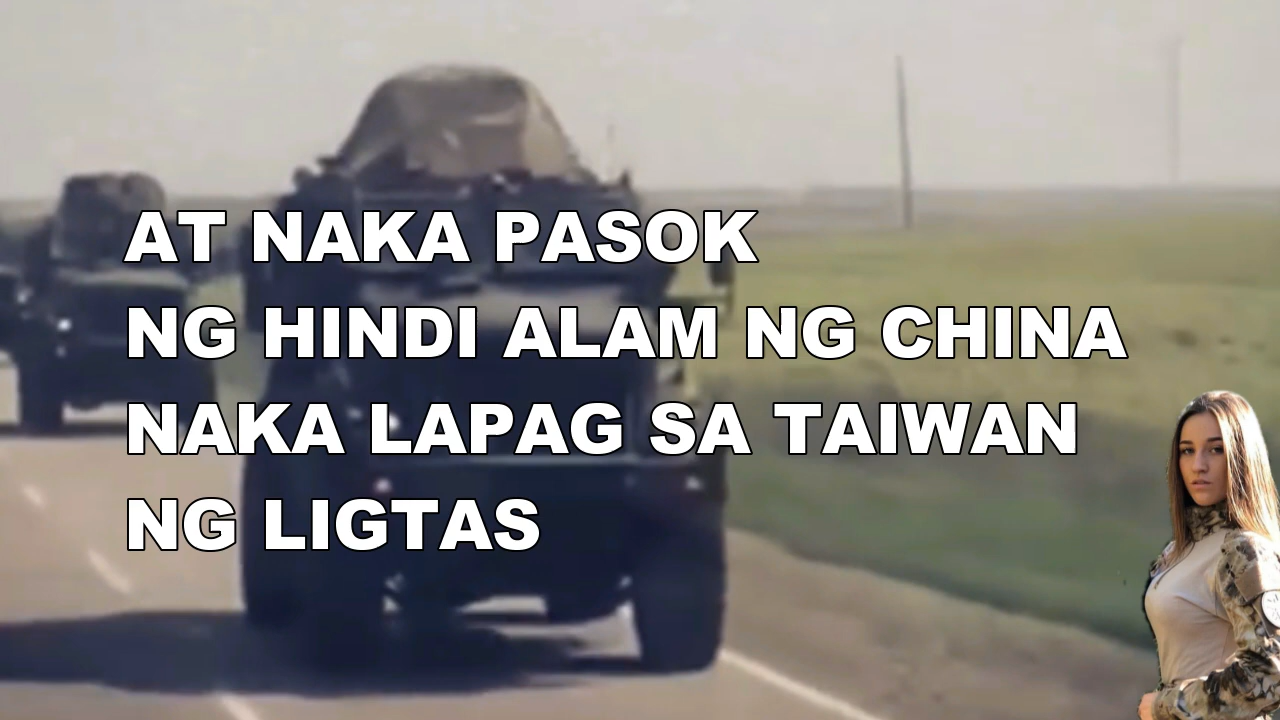 AT NAKA PASOK
NG HINDI ALAM NG CHINA
NAKA LAPAG SA TAIWAN
NG LIGTAS